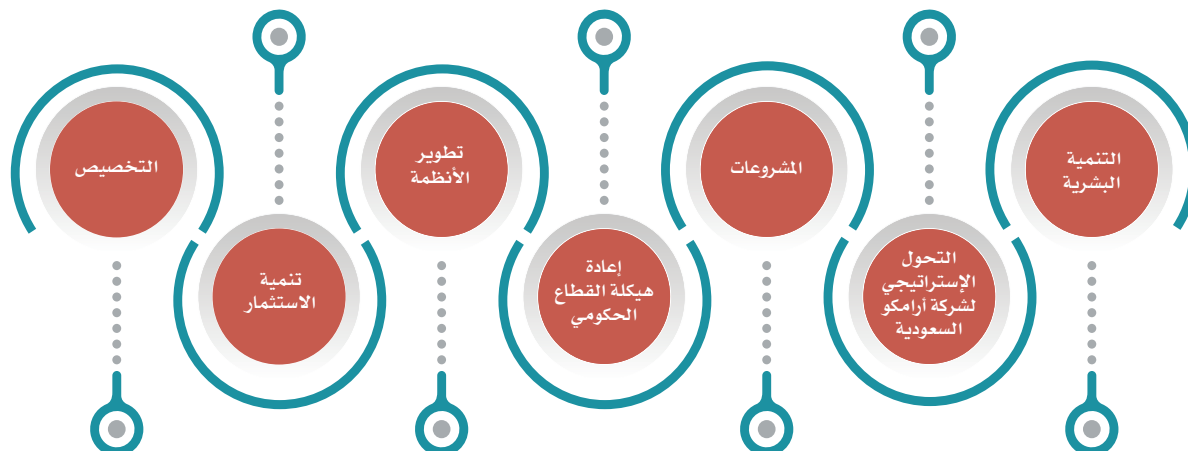 التنمية
البشرية
التحول
الإستراتيجي
لشركة أرامكو
السعودية
المشروعات
إعادة
هيكلة القطاع
الحكومي
تطوير
الأنظمة
تنمية
الاستثمار
التخصيص